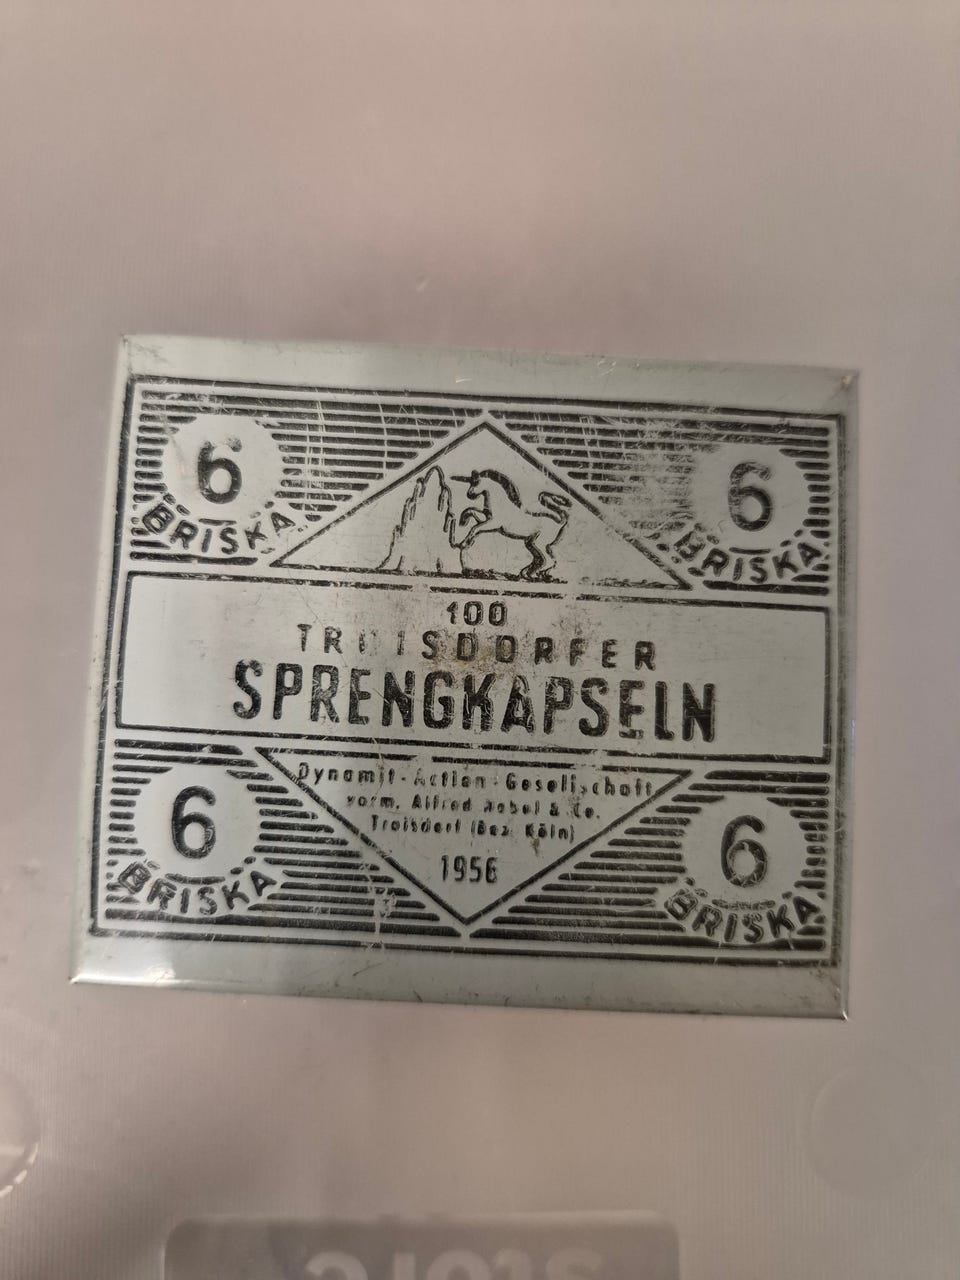 6 6
BRISKA BRISKA
100
TROISDORFER
SPRENGKAPSELN
Dynamit-Actien-Gesellschaft
vorm. Alfred Nobel & Co.
Troisdorf (Bez. Köln)
1956
6 6
BRISKA BRISKA
store